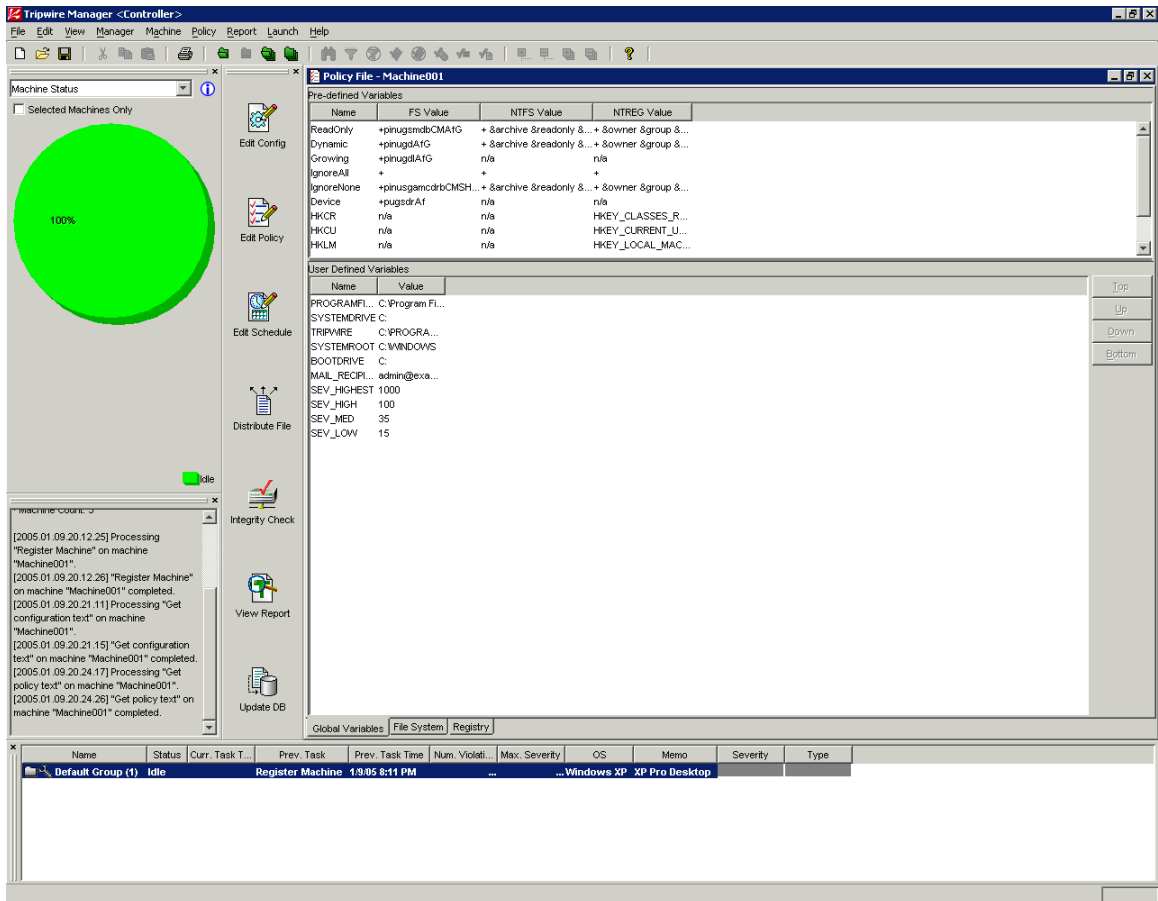 Tripwire Manager <Controller>
File Edit View Manager Machine Policy Report Launch Help
Machine Status
Selected Machines Only
100%
Idle
Machine Count:
[2005.01.09.20.12.25] Processing
"Register Machine" on machine
"Machine001".
[2005.01.09.20.12.26] "Register Machine"
on machine "Machine001" completed.
[2005.01.09.20.21.11] Processing "Get
configuration text" on machine
"Machine001".
[2005.01.09.20.21.15] "Get configuration
text" on machine "Machine001" completed.
[2005.01.09.20.24.17] Processing "Get
policy text" on machine "Machine001".
[2005.01.09.20.24.26] "Get policy text" on
machine "Machine001" completed.
Edit Config
Edit Policy
Edit Schedule
Distribute File
Integrity Check
View Report
Update DB
Policy File - Machine001
Pre-defined Variables
Name FS Value NTFS Value NTREG Value
ReadOnly +pinugsmdbCMAfG + &archive &readonly &... + &owner &group &...
Dynamic +pinugdAfG + &archive &readonly &... + &owner &group &...
Growing +pinugdlAfG n/a n/a
IgnoreAll + + +
IgnoreNone +pinusgamcdrbCMSH... + &archive &readonly &... + &owner &group &...
Device +pugsdrAf n/a n/a
HKCR n/a n/a HKEY_CLASSES_R...
HKCU n/a n/a HKEY_CURRENT_U...
HKLM n/a n/a HKEY_LOCAL_MAC...
User Defined Variables
Name Value
PROGRAMFI... C:\Program Fi...
SYSTEMDRIVE C:
TRIPWIRE C:\PROGRA...
SYSTEMROOT C:\WINDOWS
BOOTDRIVE C:
MAIL_RECIPI... admin@exa...
SEV_HIGHEST 1000
SEV_HIGH 100
SEV_MED 35
SEV_LOW 15
Top
Up
Down
Bottom
Global Variables File System Registry
Name Status Curr. Task T... Prev. Task Prev. Task Time Num. Violati... Max. Severity OS Memo Severity Type
Default Group (1) Idle Register Machine 1/9/05 8:11 PM ... ... Windows XP XP Pro Desktop